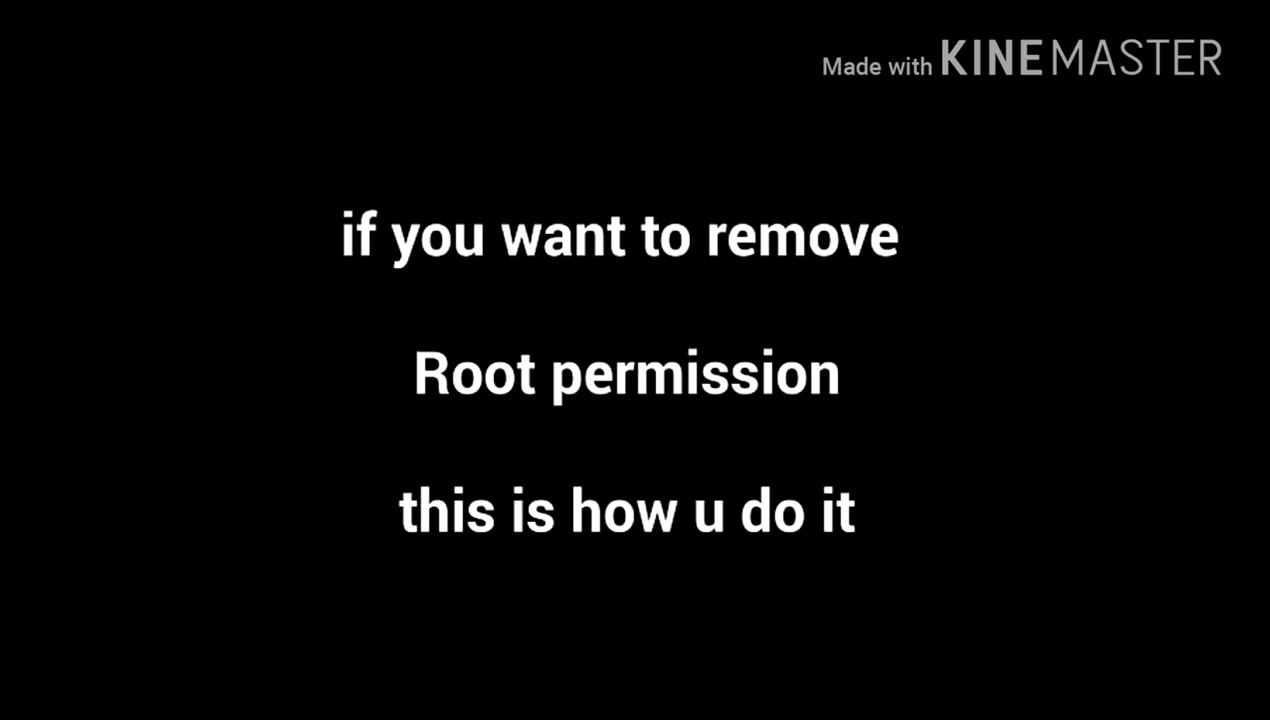 Made with KINEMASTER
if you want to remove
Root permission
this is how u do it